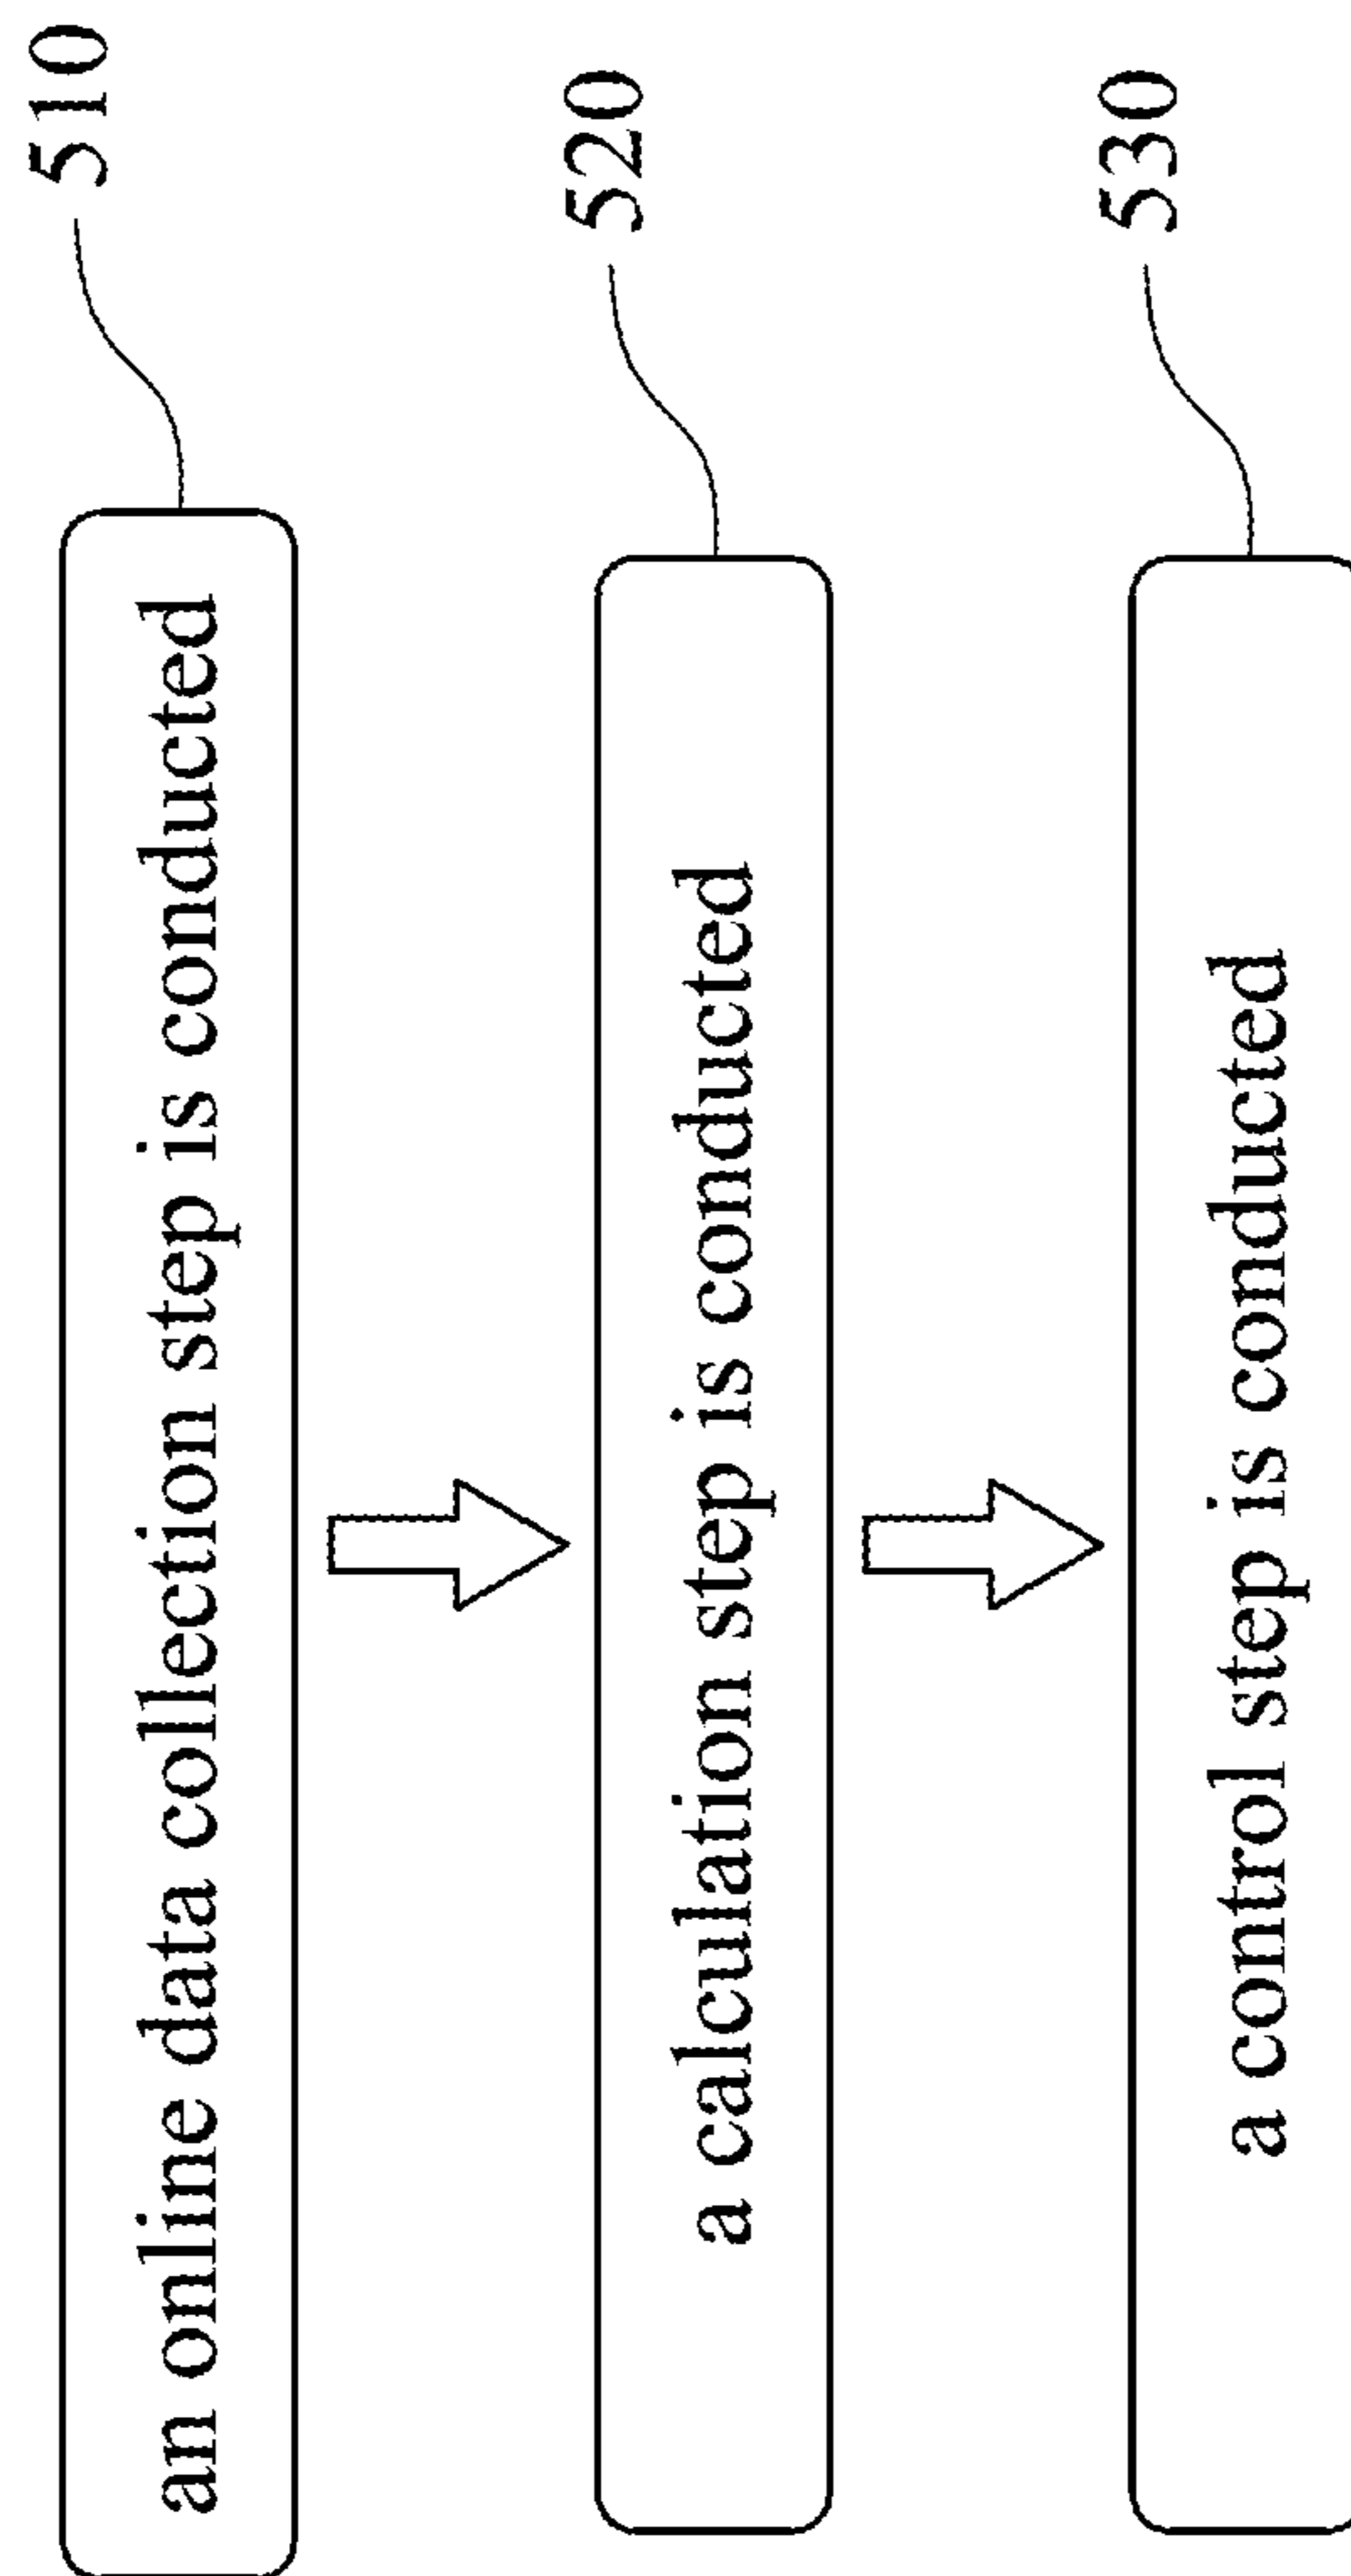 an online data collection step is conducted
510
a calculation step is conducted
520
a control step is conducted
530